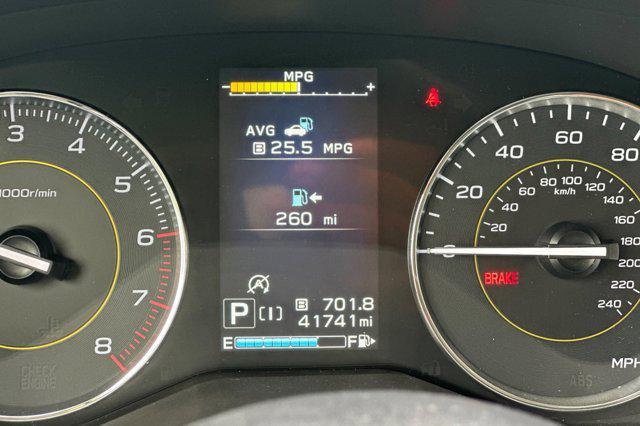 MPG
- +
AVG
B 25.5 MPG
260 mi
B 701.8
P [I] 41741 mi
E F
3 4 5 6 7 8
1000r/min
CHECK
ENGINE
0 20 40 60 80
20 40 60 80 100 120 140 160 180 200 220 240
km/h
BRAKE
MPH
ABS